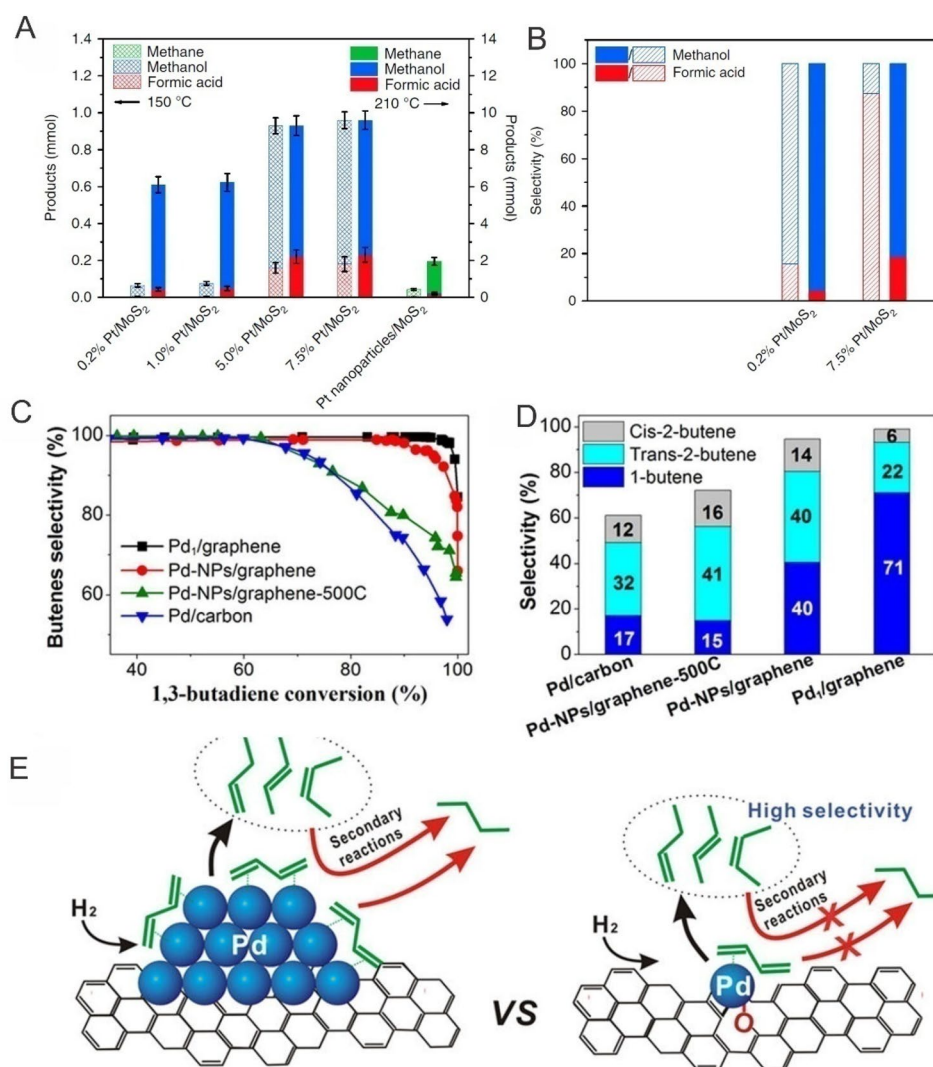 A
1.4
1.2
1.0
0.8
0.6
0.4
0.2
0.0
Products (mmol)
Methane
Methanol
Formic acid
150 °C
Methane
Methanol
Formic acid
210 °C
14
12
10
8
6
4
2
0
Products (mmol)
0.2% Pt/MoS₂
1.0% Pt/MoS₂
5.0% Pt/MoS₂
7.5% Pt/MoS₂
Pt nanoparticles/MoS₂
B
100
80
60
40
20
0
Selectivity (%)
/ Methanol
/ Formic acid
0.2% Pt/MoS₂
7.5% Pt/MoS₂
C
100
80
60
Butenes selectivity (%)
Pd₁/graphene
Pd-NPs/graphene
Pd-NPs/graphene-500C
Pd/carbon
40 60 80 100
1,3-butadiene conversion (%)
D
100
80
60
40
20
0
Selectivity (%)
Cis-2-butene
Trans-2-butene
1-butene
12
32
17
16
41
15
14
40
40
6
22
71
Pd/carbon
Pd-NPs/graphene-500C
Pd-NPs/graphene
Pd₁/graphene
E
Secondary
reactions
H₂
Pd
VS
High selectivity
Secondary
reactions
H₂
Pd
O